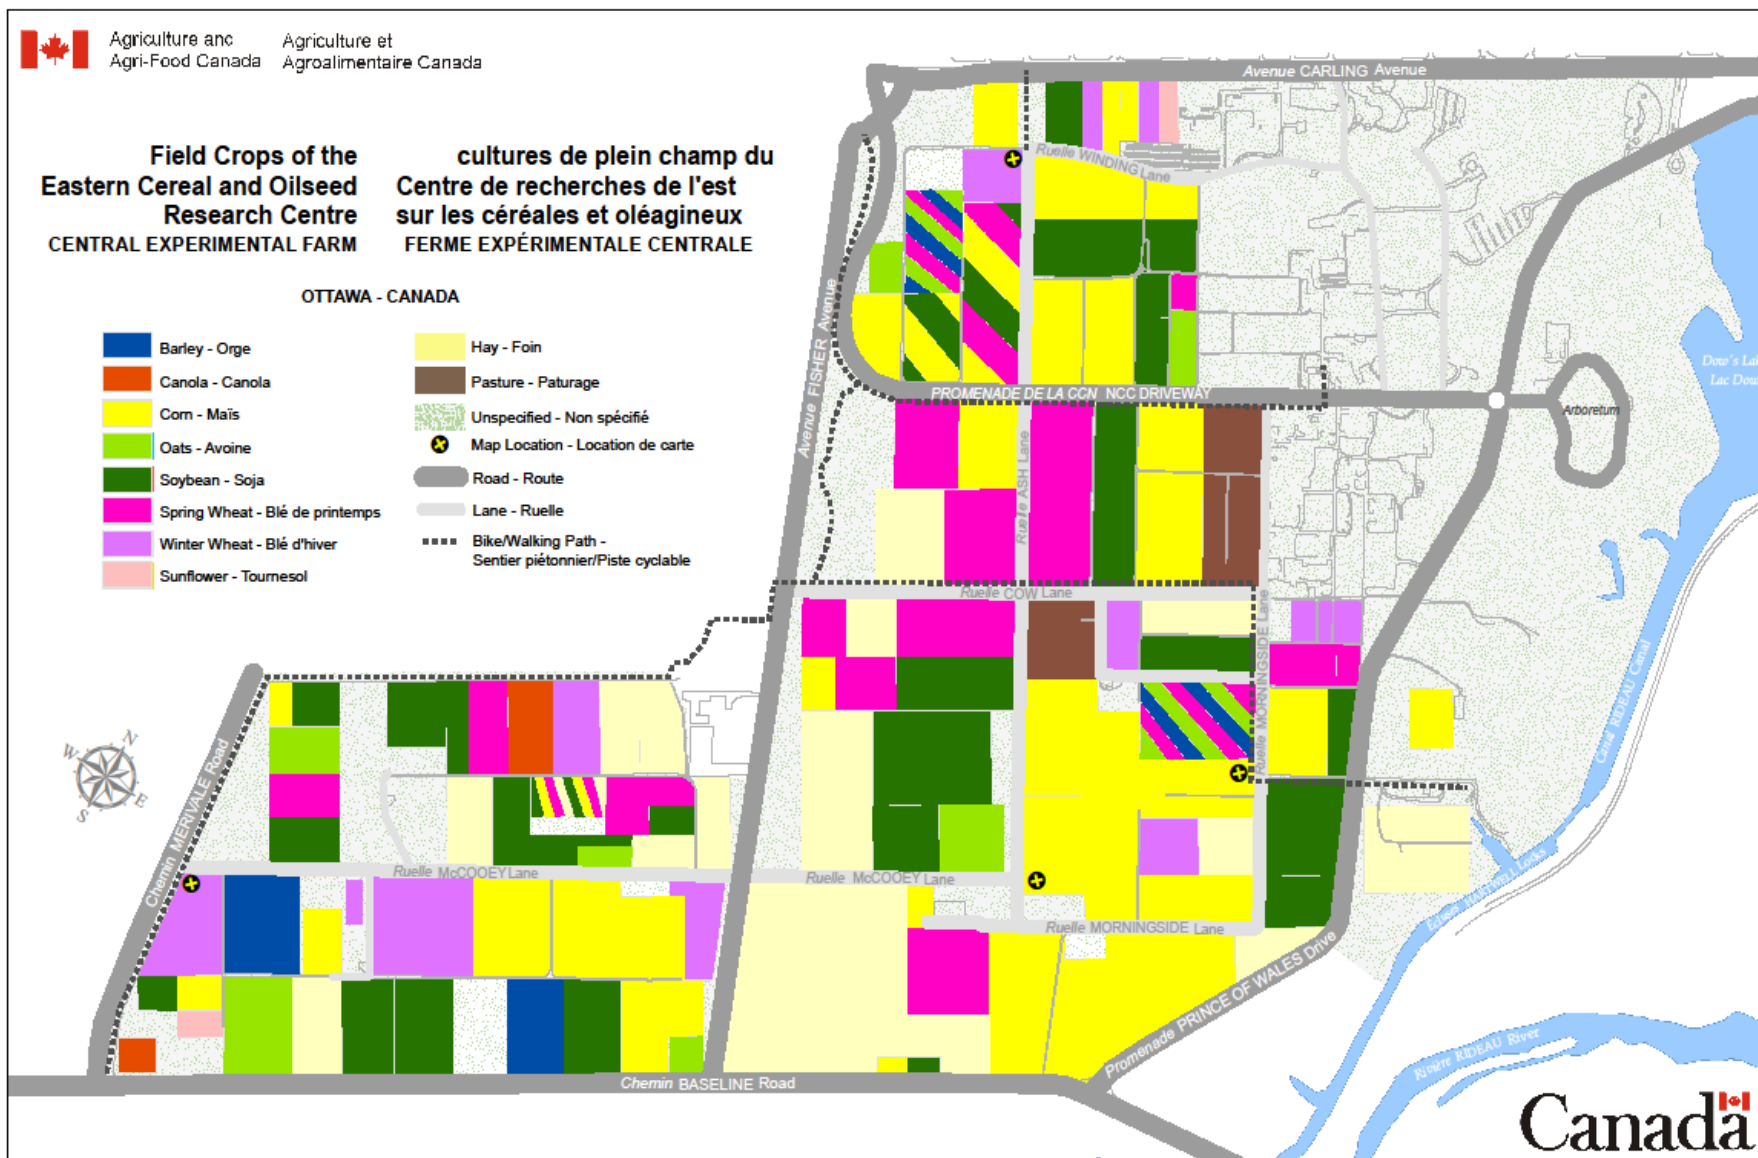 Agriculture and
Agri-Food Canada
Agriculture et
Agroalimentaire Canada
Field Crops of the
Eastern Cereal and Oilseed
Research Centre
CENTRAL EXPERIMENTAL FARM
cultures de plein champ du
Centre de recherches de l'est
sur les céréales et oléagineux
FERME EXPÉRIMENTALE CENTRALE
OTTAWA - CANADA
Barley - Orge
Canola - Canola
Corn - Maïs
Oats - Avoine
Soybean - Soja
Spring Wheat - Blé de printemps
Winter Wheat - Blé d'hiver
Sunflower - Tournesol
Hay - Foin
Pasture - Paturage
Unspecified - Non spécifié
Map Location - Location de carte
Road - Route
Lane - Ruelle
Bike/Walking Path -
Sentier piétonnier/Piste cyclable
Avenue CARLING Avenue
Ruelle WINDING Lane
Avenue FISHER Avenue
PROMENADE DE LA CCN NCC DRIVEWAY
Dow's La
Lac Dow
Arboretum
Ruelle ASH Lane
Ruelle COW Lane
Ruelle MORNINGSIDE Lane
Canal RIDEAU Canal
N
W
E
S
Chemin MERIVALE Road
Ruelle McCOOEY Lane
Ruelle McCOOEY Lane
Ruelle MORNINGSIDE Lane
Écluses HARTWELL Locks
Promenade PRINCE OF WALES Drive
Rivière RIDEAU River
Chemin BASELINE Road
Canada